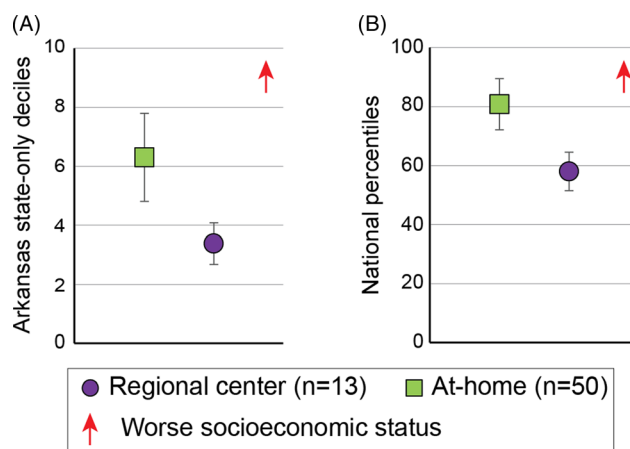 (A)
Arkansas state-only deciles
10
8
6
4
2
0
(B)
National percentiles
100
80
60
40
20
0
Regional center (n=13)
At-home (n=50)
Worse socioeconomic status